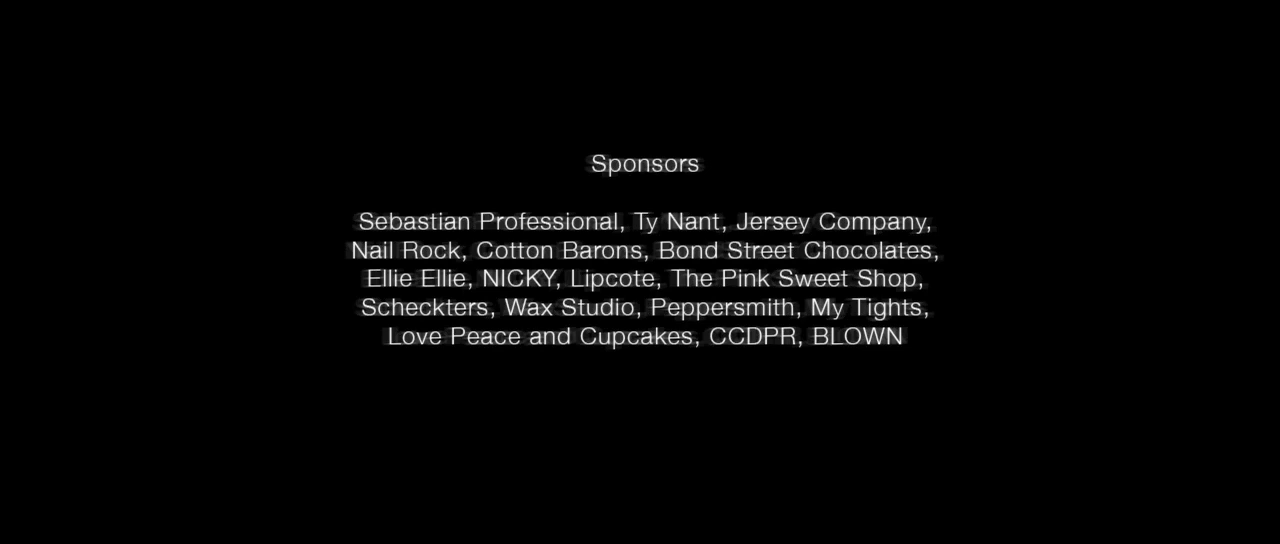 Sponsors
Sebastian Professional, Ty Nant, Jersey Company,
Nail Rock, Cotton Barons, Bond Street Chocolates,
Ellie Ellie, NICKY, Lipcote, The Pink Sweet Shop,
Scheckters, Wax Studio, Peppersmith, My Tights,
Love Peace and Cupcakes, CCDPR, BLOWN